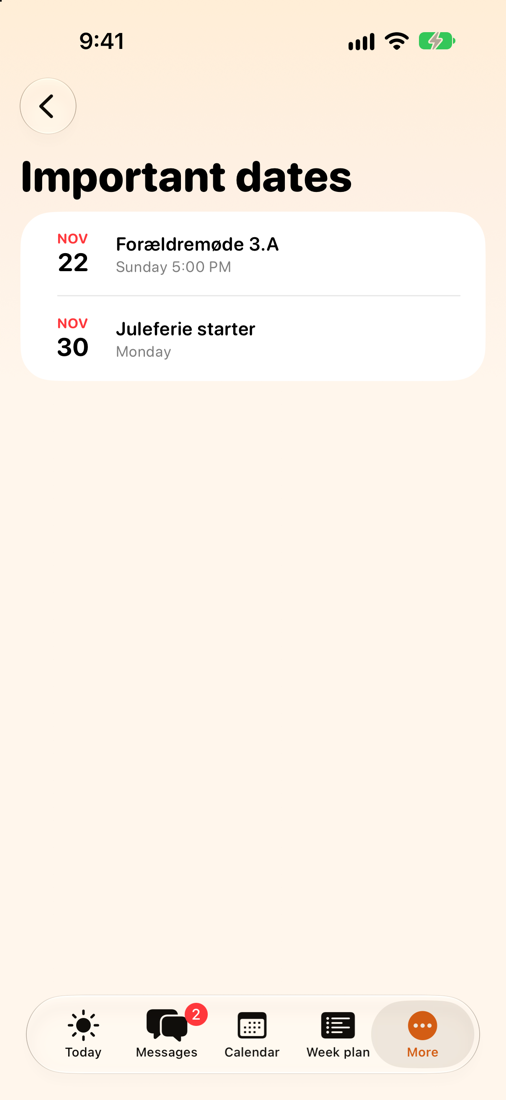 9:41
Important dates
NOV
22
Forældremøde 3.A
Sunday 5:00 PM
NOV
30
Juleferie starter
Monday
2
Today
Messages
Calendar
Week plan
More